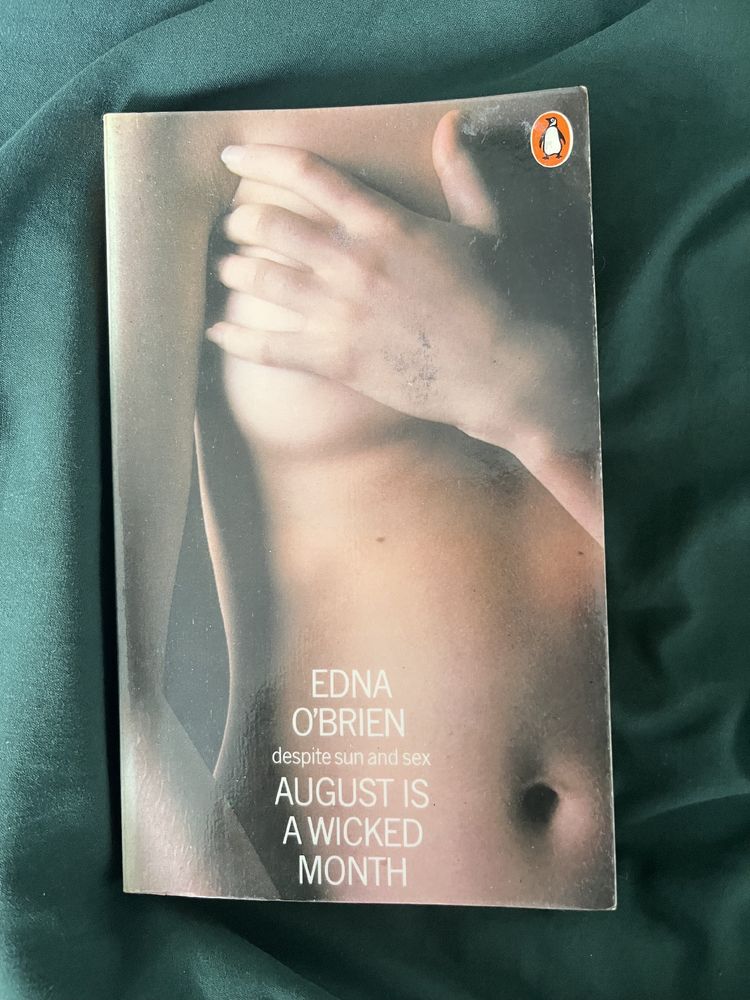 EDNA
O'BRIEN
despite sun and sex
AUGUST IS
A WICKED
MONTH